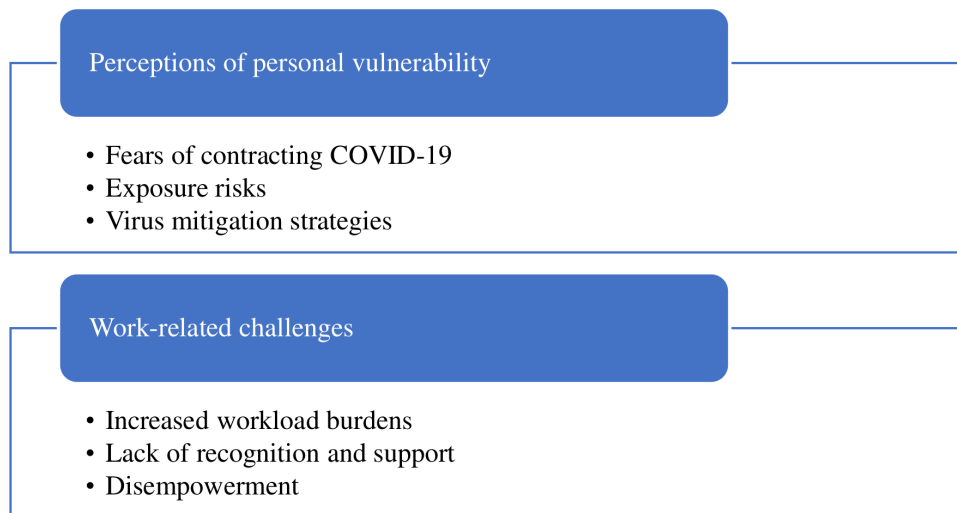 Perceptions of personal vulnerability
• Fears of contracting COVID-19
• Exposure risks
• Virus mitigation strategies
Work-related challenges
• Increased workload burdens
• Lack of recognition and support
• Disempowerment